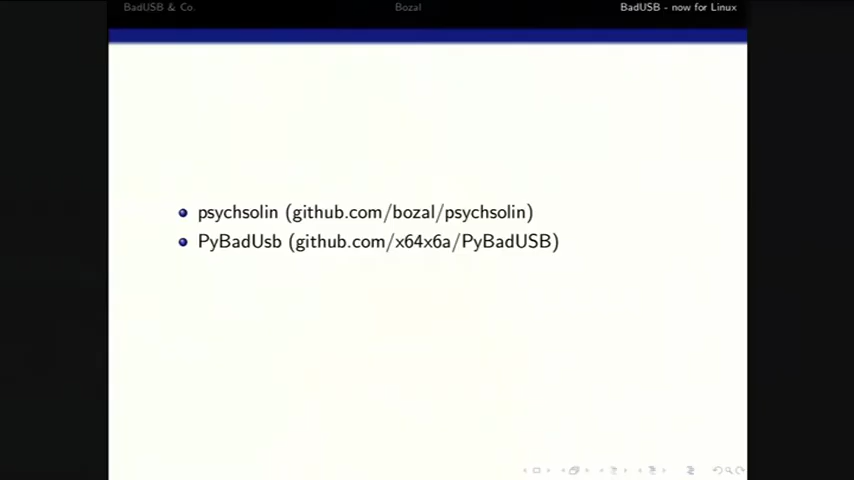 BadUSB & Co.
Bozal
BadUSB - now for Linux
psychsolin (github.com/bozal/psychsolin)
PyBadUsb (github.com/x64x6a/PyBadUSB)